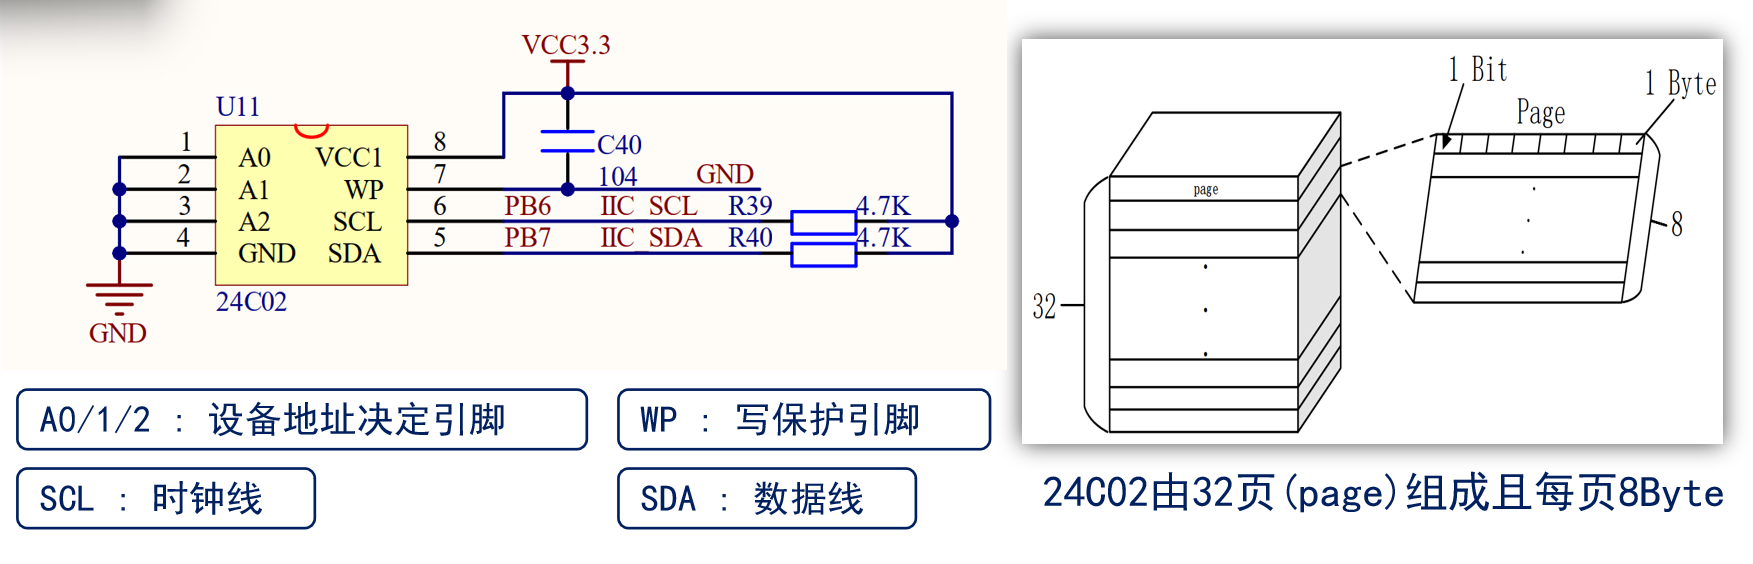 VCC3.3
U11
1 A0 VCC1 8
2 A1 WP 7 GND
3 A2 SCL 6 PB6 IIC SCL R39 4.7K
4 GND SDA 5 PB7 IIC SDA R40 4.7K
C40
104
24C02
GND
A0/1/2 : 设备地址决定引脚
WP : 写保护引脚
SCL : 时钟线
SDA : 数据线
1 Bit
1 Byte
Page
page
32
8
24C02由32页(page)组成且每页8Byte